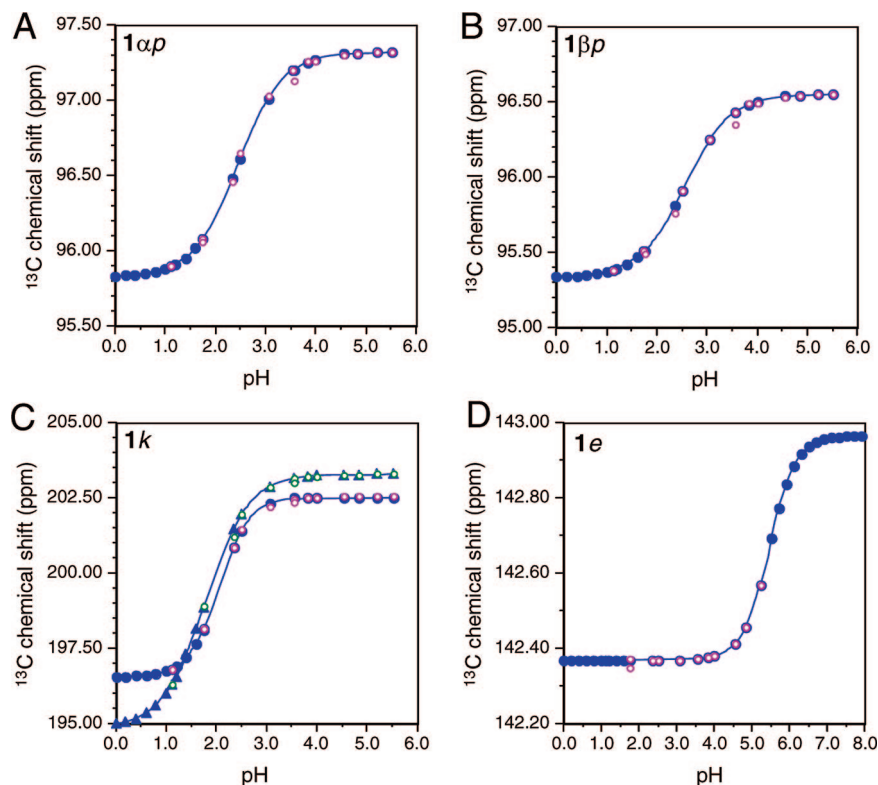 A
1αp
97.50
97.00
96.50
96.00
95.50
¹³C chemical shift (ppm)
0.0 1.0 2.0 3.0 4.0 5.0 6.0
pH
B
1βp
97.00
96.50
96.00
95.50
95.00
¹³C chemical shift (ppm)
0.0 1.0 2.0 3.0 4.0 5.0 6.0
pH
C
1k
205.00
202.50
200.00
197.50
195.00
¹³C chemical shift (ppm)
0.0 1.0 2.0 3.0 4.0 5.0 6.0
pH
D
1e
143.00
142.80
142.60
142.40
142.20
¹³C chemical shift (ppm)
0.0 1.0 2.0 3.0 4.0 5.0 6.0 7.0 8.0
pH